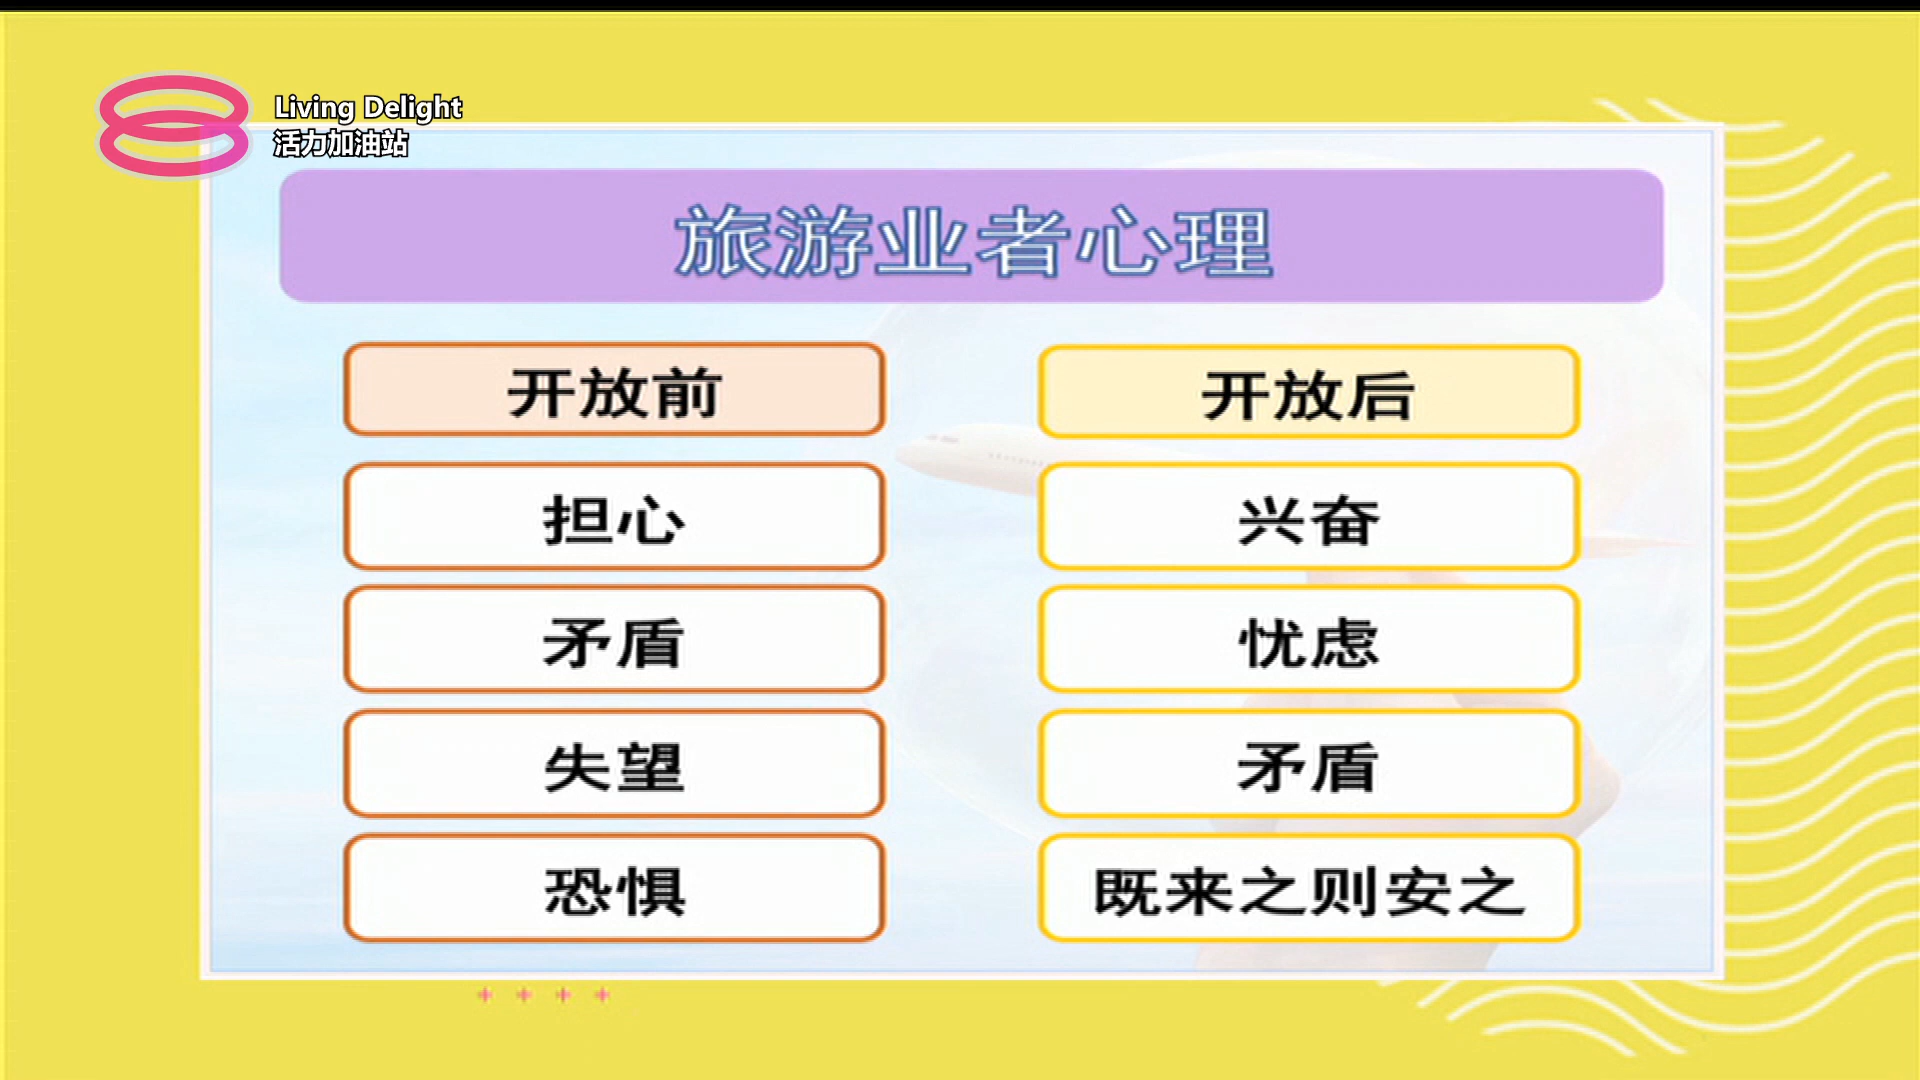 Living Delight
活力加油站
旅游业者心理
开放前
开放后
担心
兴奋
矛盾
忧虑
失望
矛盾
恐惧
既来之则安之